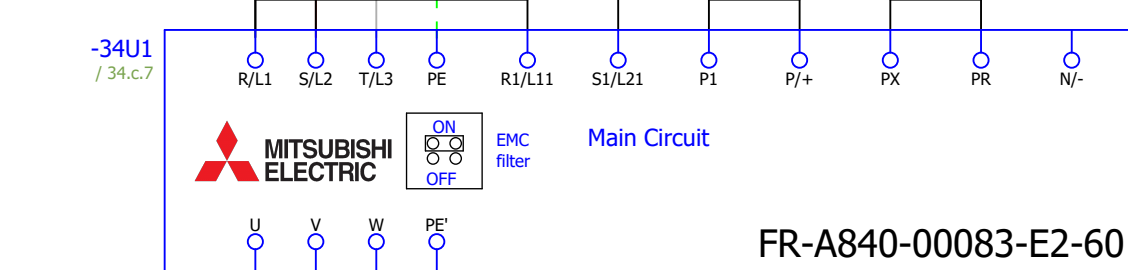 -34U1
/ 34.c.7
R/L1 S/L2 T/L3 PE R1/L11 S1/L21 P1 P/+ PX PR N/-
MITSUBISHI
ELECTRIC
ON
OFF
EMC
filter
Main Circuit
U V W PE'
FR-A840-00083-E2-60